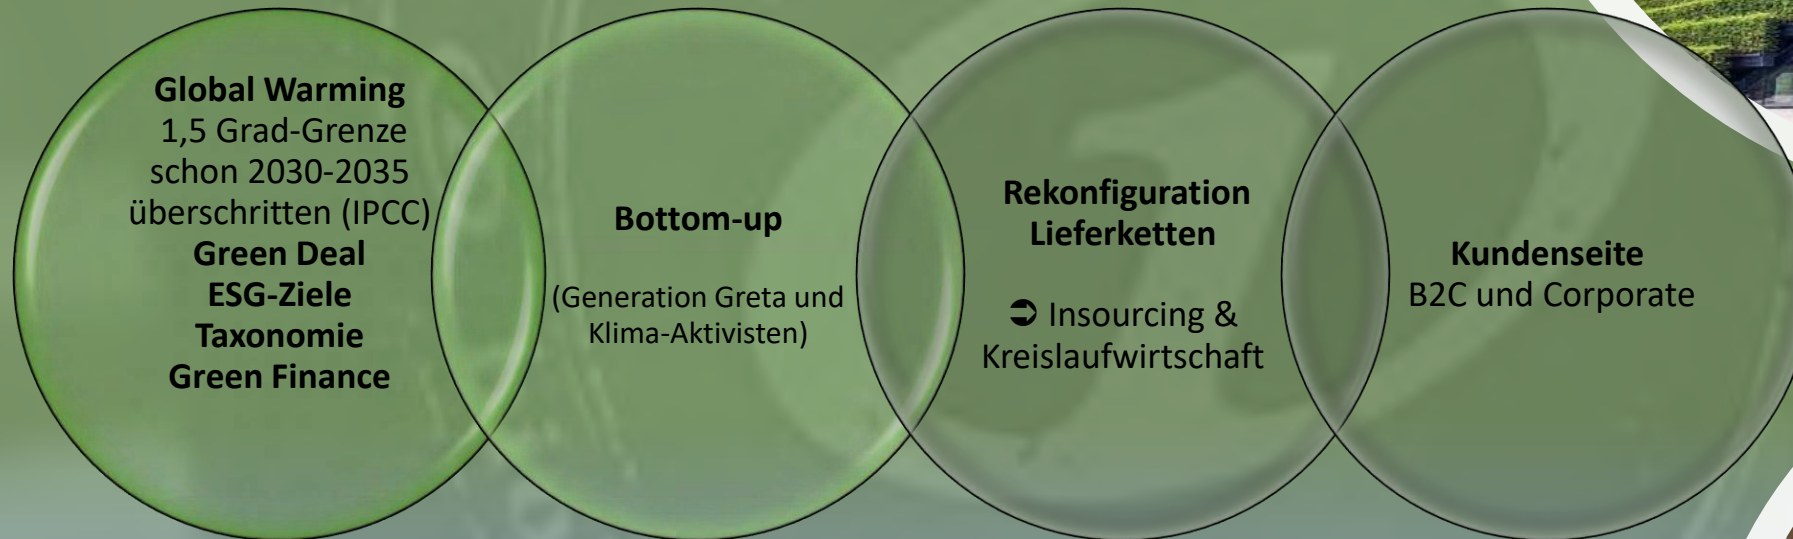 Global Warming
1,5 Grad-Grenze
schon 2030-2035
überschritten (IPCC)
Green Deal
ESG-Ziele
Taxonomie
Green Finance
Bottom-up
(Generation Greta und
Klima-Aktivisten)
Rekonfiguration
Lieferketten
➲ Insourcing &
Kreislaufwirtschaft
Kundenseite
B2C und Corporate